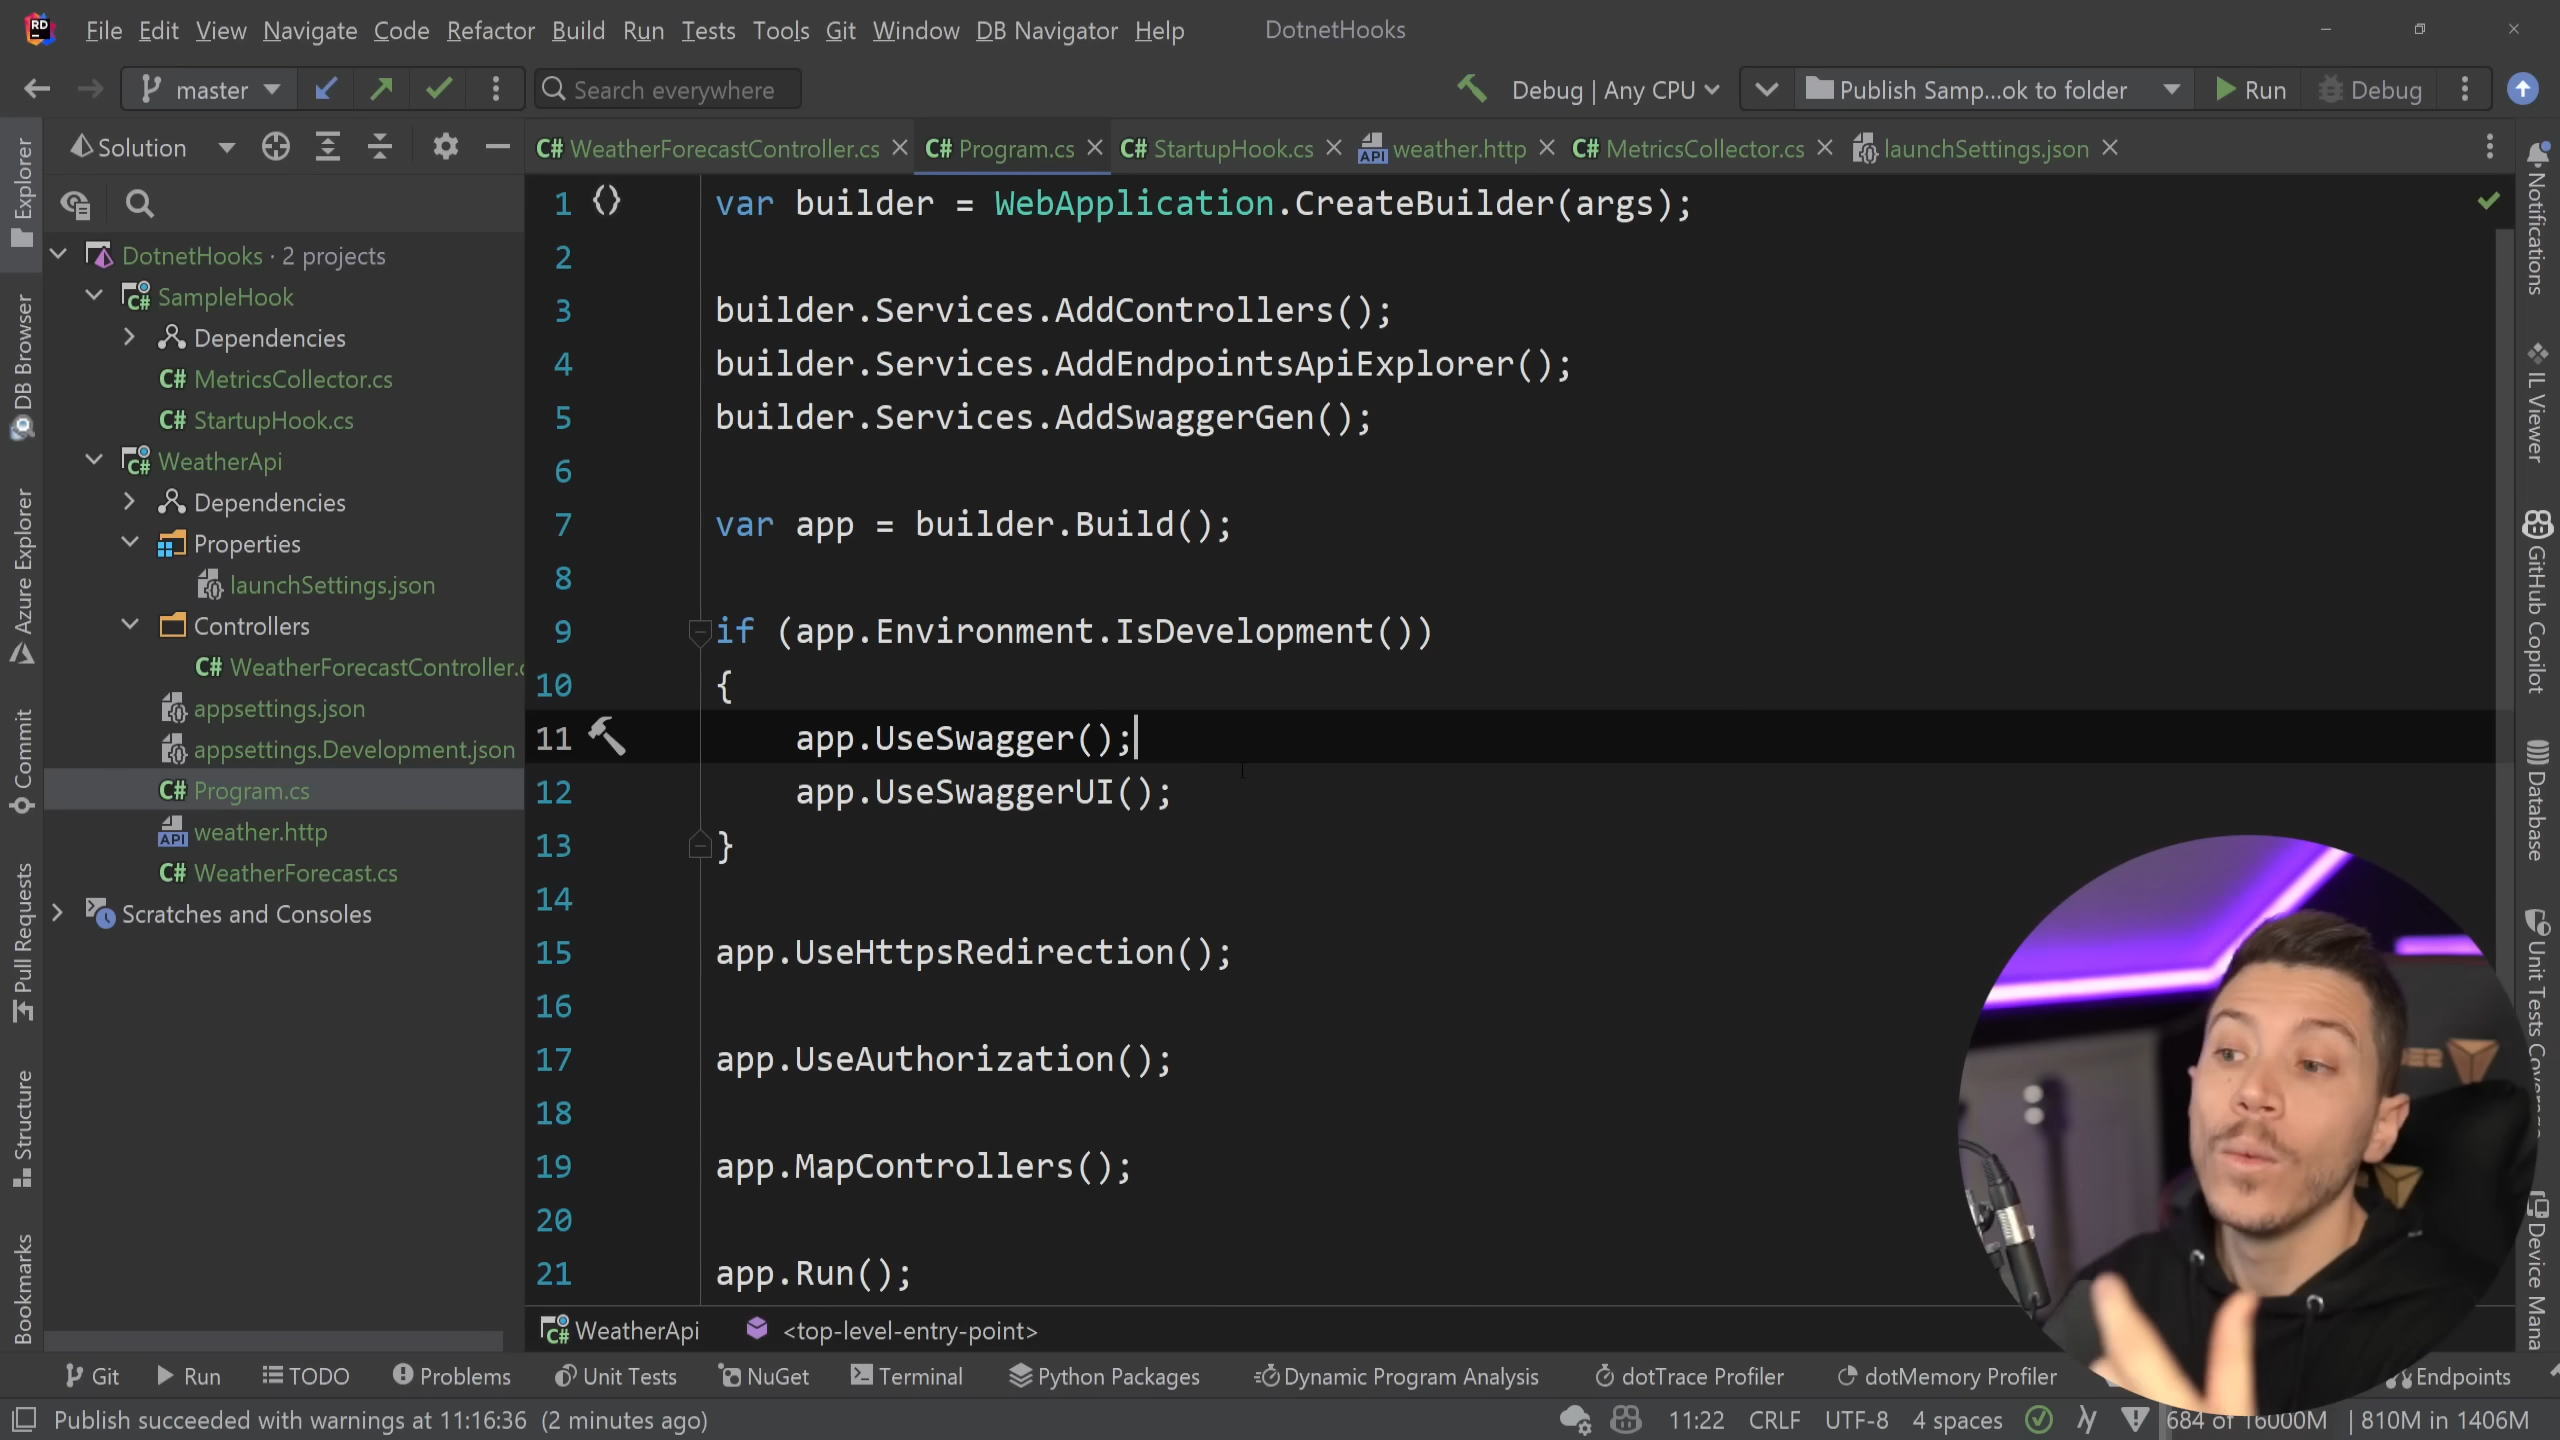 RD File Edit View Navigate Code Refactor Build Run Tests Tools Git Window DB Navigator Help DotnetHooks
master Search everywhere Debug | Any CPU Publish Samp...ok to folder Run Debug
Solution
WeatherForecastController.cs Program.cs StartupHook.cs weather.http MetricsCollector.cs launchSettings.json
Explorer
DB Browser
Azure Explorer
Commit
Pull Requests
Structure
Bookmarks
DotnetHooks · 2 projects
SampleHook
Dependencies
C# MetricsCollector.cs
C# StartupHook.cs
WeatherApi
Dependencies
Properties
launchSettings.json
Controllers
C# WeatherForecastController.
appsettings.json
appsettings.Development.json
C# Program.cs
API weather.http
C# WeatherForecast.cs
Scratches and Consoles
1 var builder = WebApplication.CreateBuilder(args);
2
3 builder.Services.AddControllers();
4 builder.Services.AddEndpointsApiExplorer();
5 builder.Services.AddSwaggerGen();
6
7 var app = builder.Build();
8
9 if (app.Environment.IsDevelopment())
10 {
11 app.UseSwagger();
12 app.UseSwaggerUI();
13 }
14
15 app.UseHttpsRedirection();
16
17 app.UseAuthorization();
18
19 app.MapControllers();
20
21 app.Run();
Notifications
IL Viewer
GitHub Copilot
Database
Unit Tests
Device Mana
WeatherApi <top-level-entry-point>
Git Run TODO Problems Unit Tests NuGet Terminal Python Packages Dynamic Program Analysis dotTrace Profiler dotMemory Profiler Endpoints
Publish succeeded with warnings at 11:16:36 (2 minutes ago) 11:22 CRLF UTF-8 4 spaces 684 of 16000M | 810M in 1406M